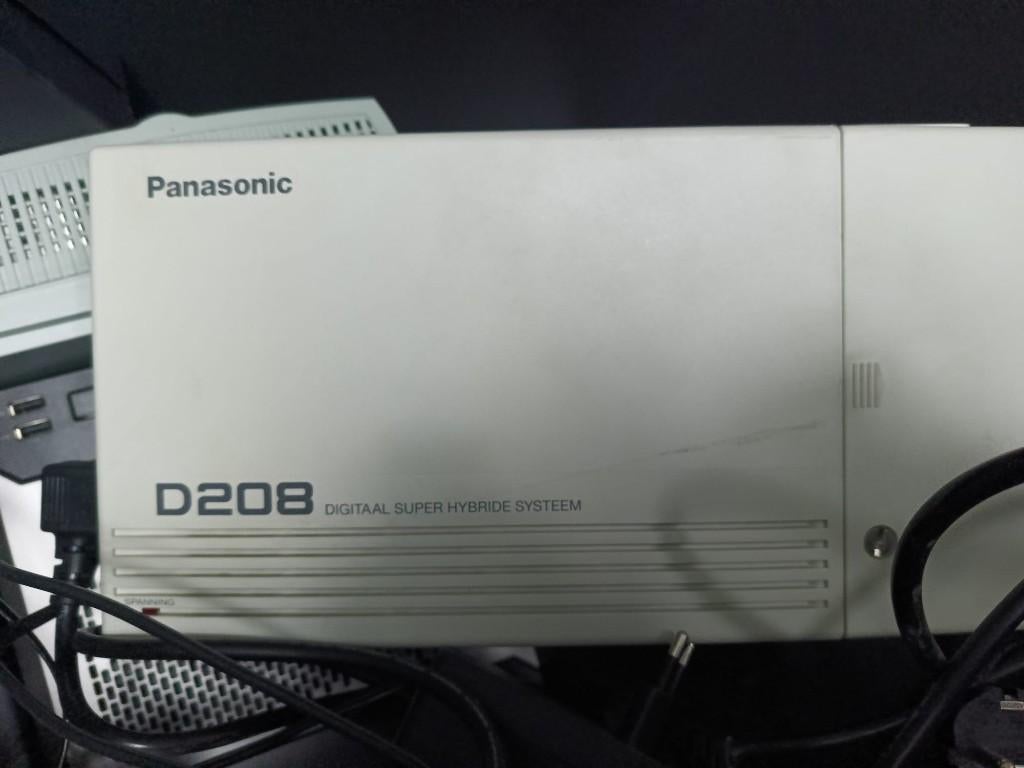 Panasonic
D208 DIGITAAL SUPER HYBRIDE SYSTEEM
SPANNING